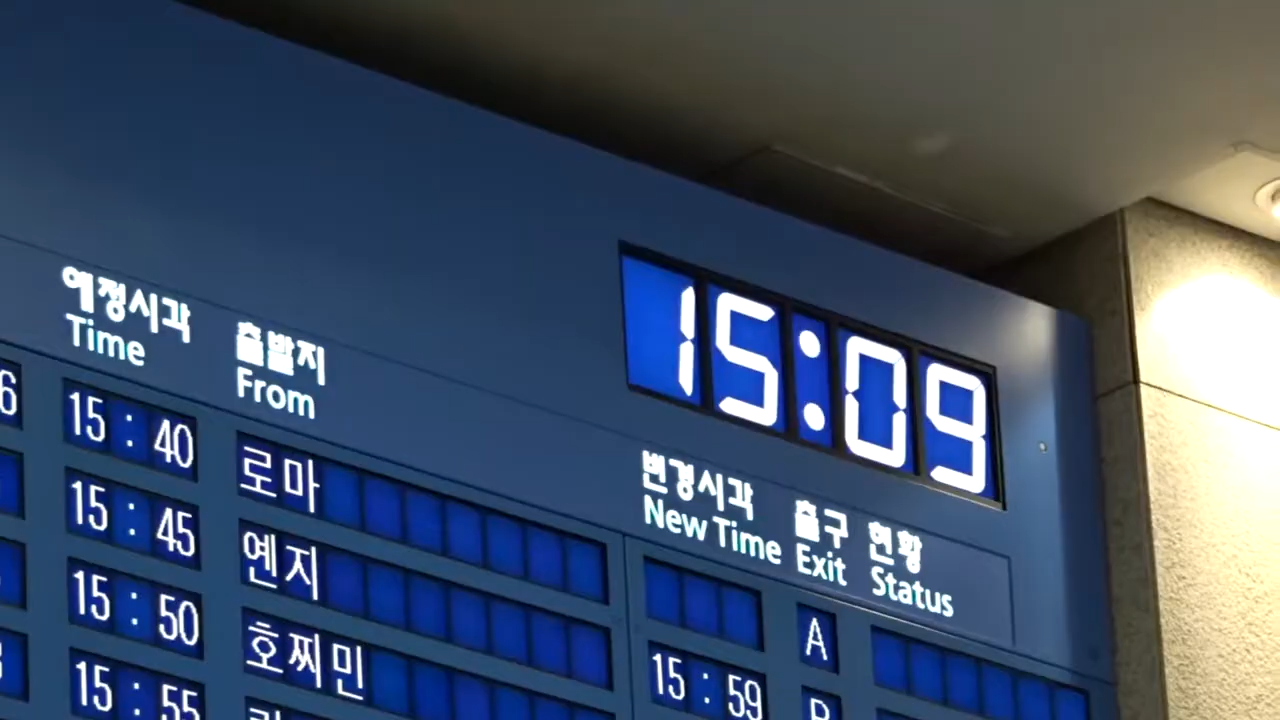 15:09
예정시각 출발지
Time From
변경시각 출구 현황
New Time Exit Status
6 15:40 로마 A
15:45 옌지 15:59
15:50 호찌민
15:55